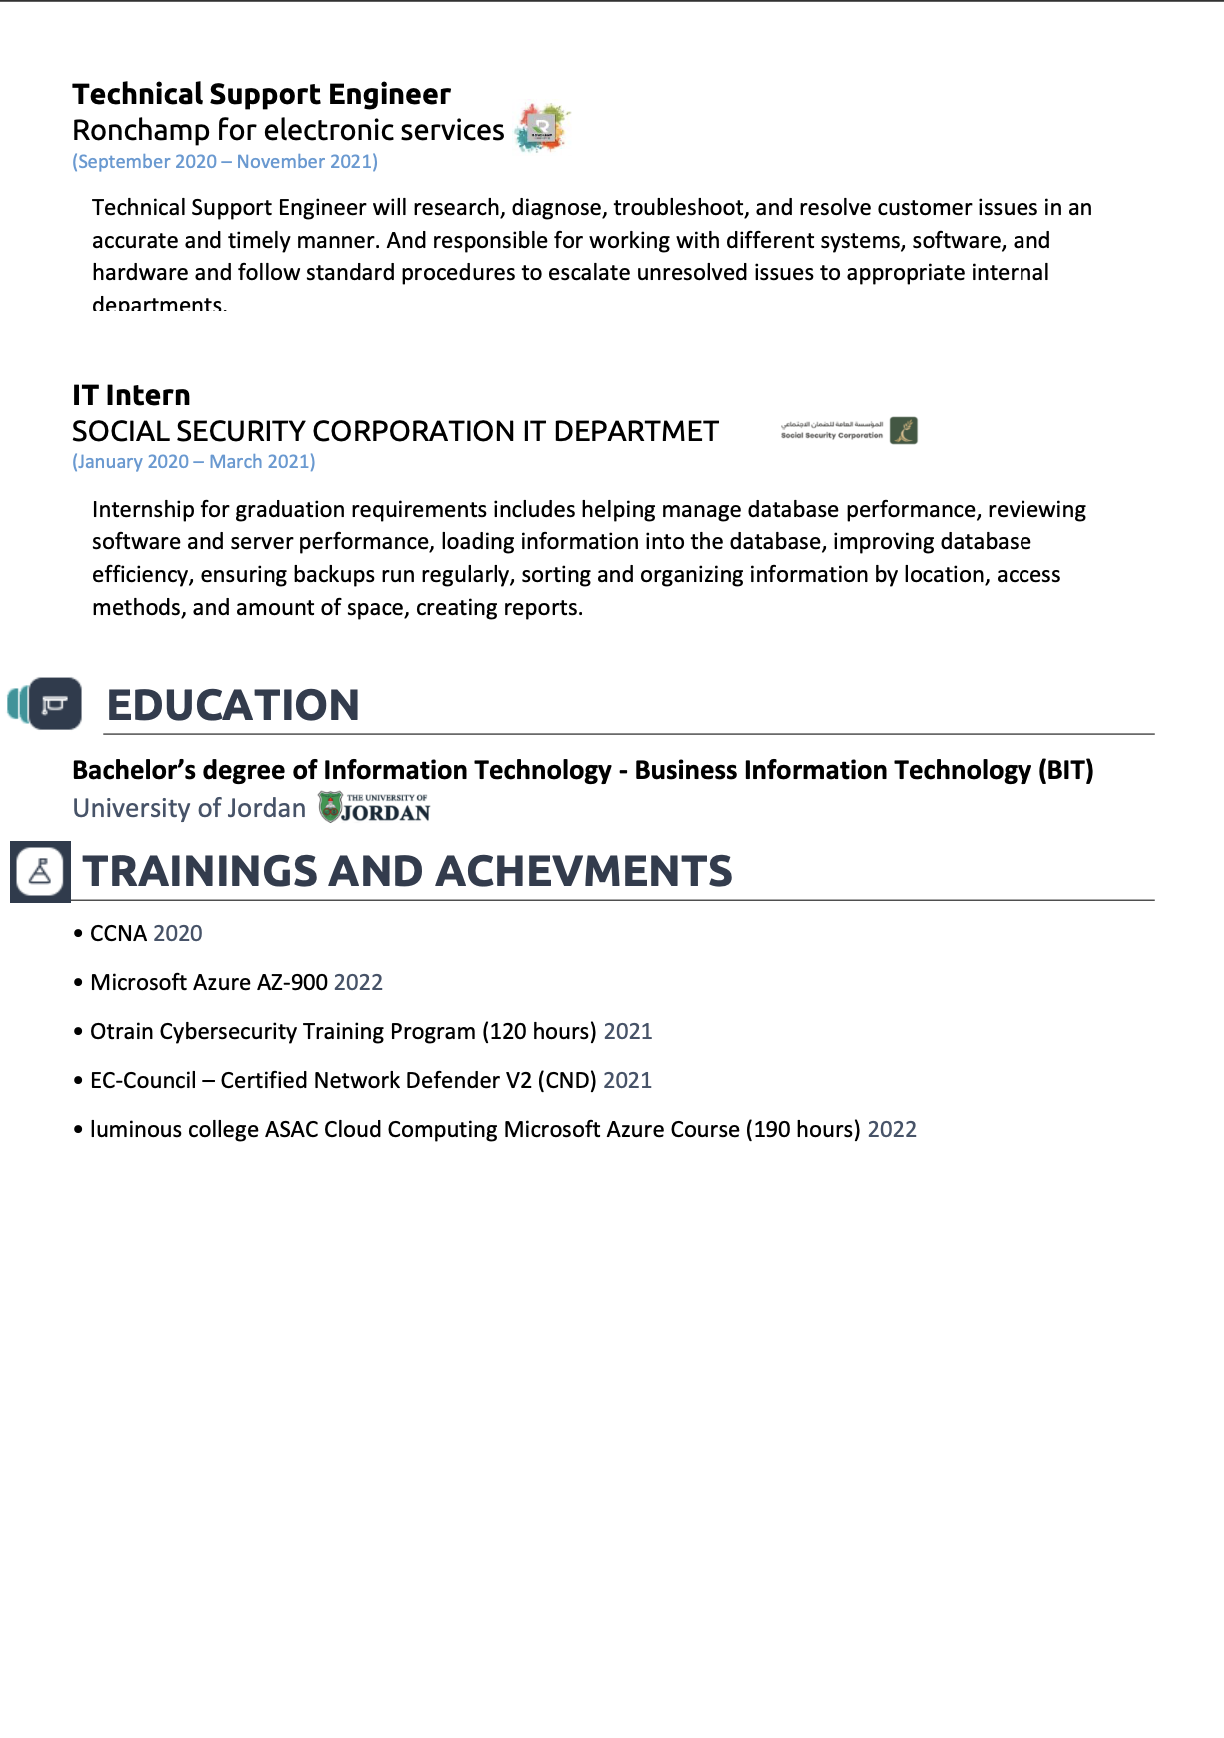 Technical Support Engineer
Ronchamp for electronic services
(September 2020 – November 2021)
Technical Support Engineer will research, diagnose, troubleshoot, and resolve customer issues in an
accurate and timely manner. And responsible for working with different systems, software, and
hardware and follow standard procedures to escalate unresolved issues to appropriate internal
departments.
IT Intern
SOCIAL SECURITY CORPORATION IT DEPARTMET
المؤسسة العامة للضمان الاجتماعي
Social Security Corporation
(January 2020 – March 2021)
Internship for graduation requirements includes helping manage database performance, reviewing
software and server performance, loading information into the database, improving database
efficiency, ensuring backups run regularly, sorting and organizing information by location, access
methods, and amount of space, creating reports.
EDUCATION
Bachelor’s degree of Information Technology - Business Information Technology (BIT)
University of Jordan
THE UNIVERSITY OF
JORDAN
TRAININGS AND ACHEVMENTS
• CCNA 2020
• Microsoft Azure AZ-900 2022
• Otrain Cybersecurity Training Program (120 hours) 2021
• EC-Council – Certified Network Defender V2 (CND) 2021
• luminous college ASAC Cloud Computing Microsoft Azure Course (190 hours) 2022